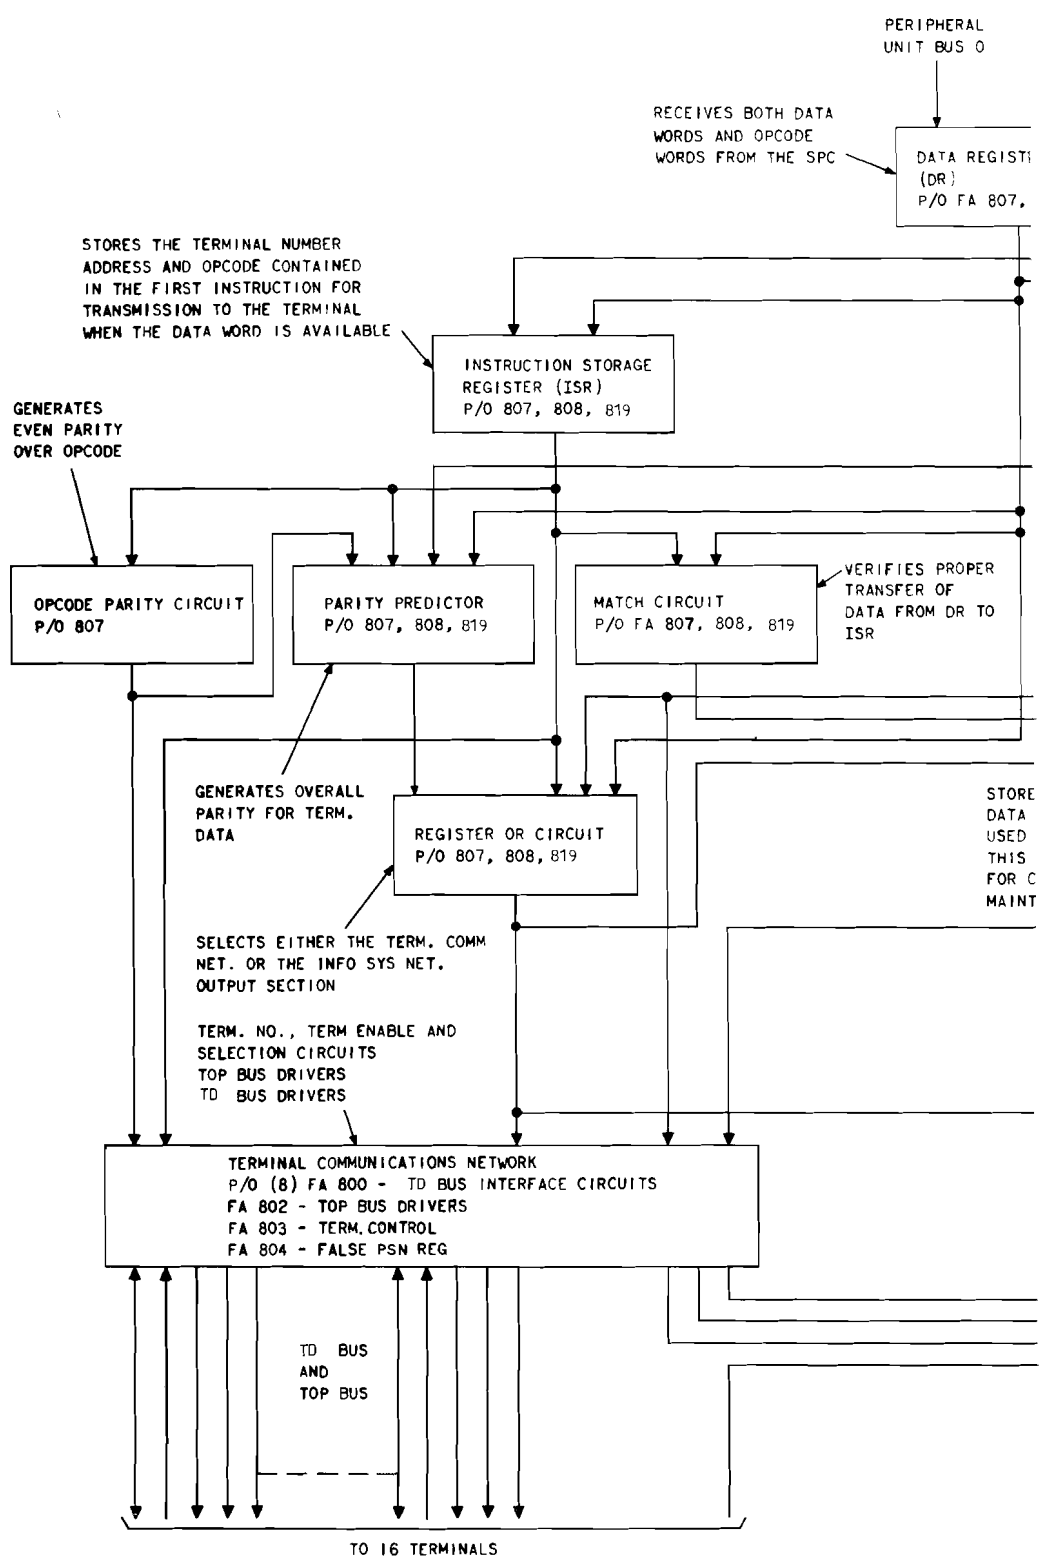 PERIPHERAL
UNIT BUS 0
RECEIVES BOTH DATA
WORDS AND OPCODE
WORDS FROM THE SPC
DATA REGISTE
(DR)
P/O FA 807,
STORES THE TERMINAL NUMBER
ADDRESS AND OPCODE CONTAINED
IN THE FIRST INSTRUCTION FOR
TRANSMISSION TO THE TERMINAL
WHEN THE DATA WORD IS AVAILABLE
INSTRUCTION STORAGE
REGISTER (ISR)
P/O 807, 808, 819
GENERATES
EVEN PARITY
OVER OPCODE
OPCODE PARITY CIRCUIT
P/O 807
PARITY PREDICTOR
P/O 807, 808, 819
MATCH CIRCUIT
P/O FA 807, 808, 819
VERIFIES PROPER
TRANSFER OF
DATA FROM DR TO
ISR
GENERATES OVERALL
PARITY FOR TERM.
DATA
REGISTER OR CIRCUIT
P/O 807, 808, 819
STORE
DATA
USED
THIS
FOR C
MAINT
SELECTS EITHER THE TERM. COMM
NET. OR THE INFO SYS NET.
OUTPUT SECTION
TERM. NO., TERM ENABLE AND
SELECTION CIRCUITS
TOP BUS DRIVERS
TD BUS DRIVERS
TERMINAL COMMUNICATIONS NETWORK
P/O (8) FA 800 - TD BUS INTERFACE CIRCUITS
FA 802 - TOP BUS DRIVERS
FA 803 - TERM. CONTROL
FA 804 - FALSE PSN REG
TD BUS
AND
TOP BUS
TO 16 TERMINALS